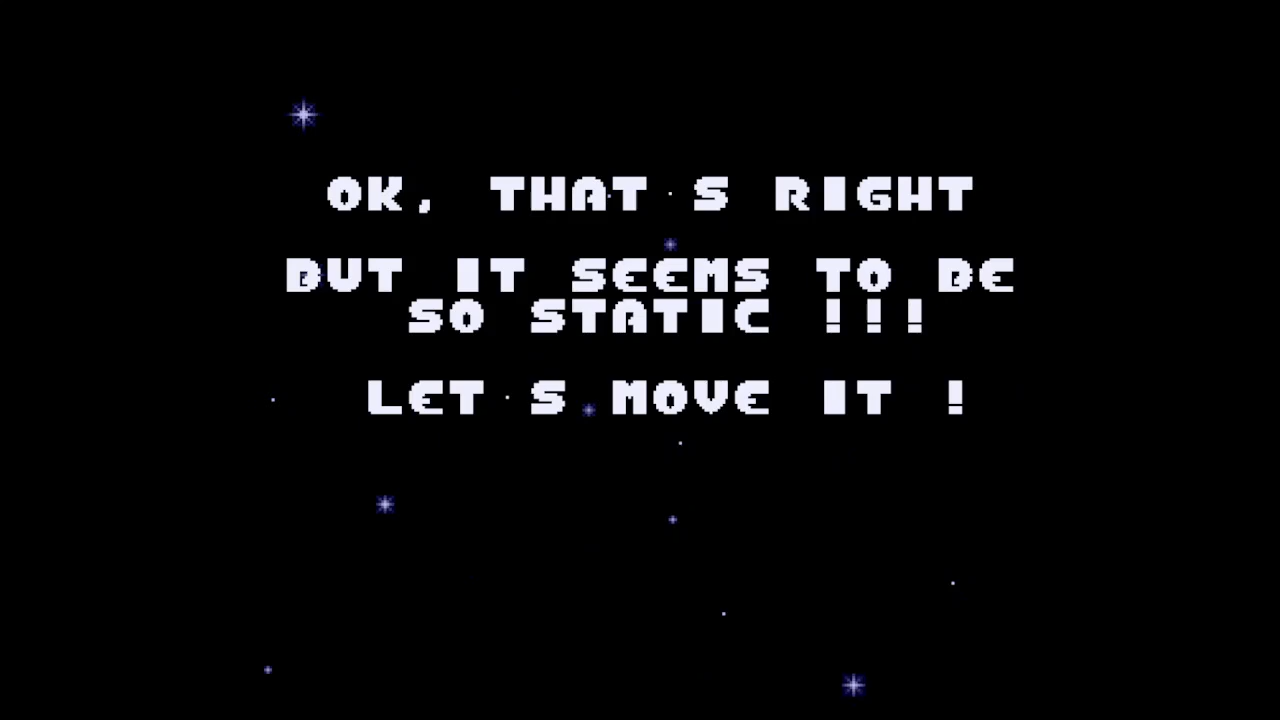 OK, THAT S RIGHT
BUT IT SEEMS TO BE
SO STATIC !!!
LET S MOVE IT !